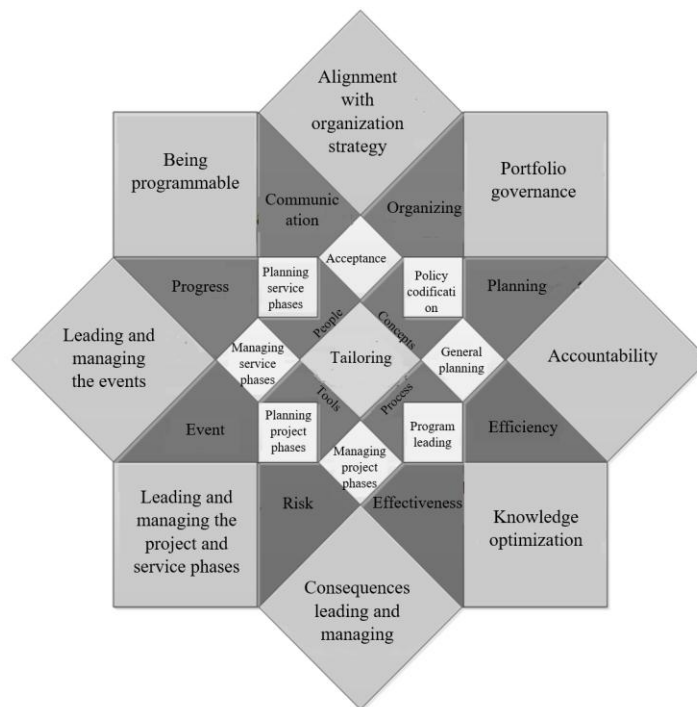 Alignment
with
organization
strategy
Being
programmable
Portfolio
governance
Communic
ation
Organizing
Acceptance
Planning
service
phases
Policy
codificati
on
Progress
Planning
People
Concepts
Leading and
managing
the events
Managing
service
phases
Tailoring
General
planning
Accountability
Tools
Process
Event
Planning
project
phases
Program
leading
Efficiency
Managing
project
phases
Leading and
managing the
project and
service phases
Risk
Effectiveness
Knowledge
optimization
Consequences
leading and
managing